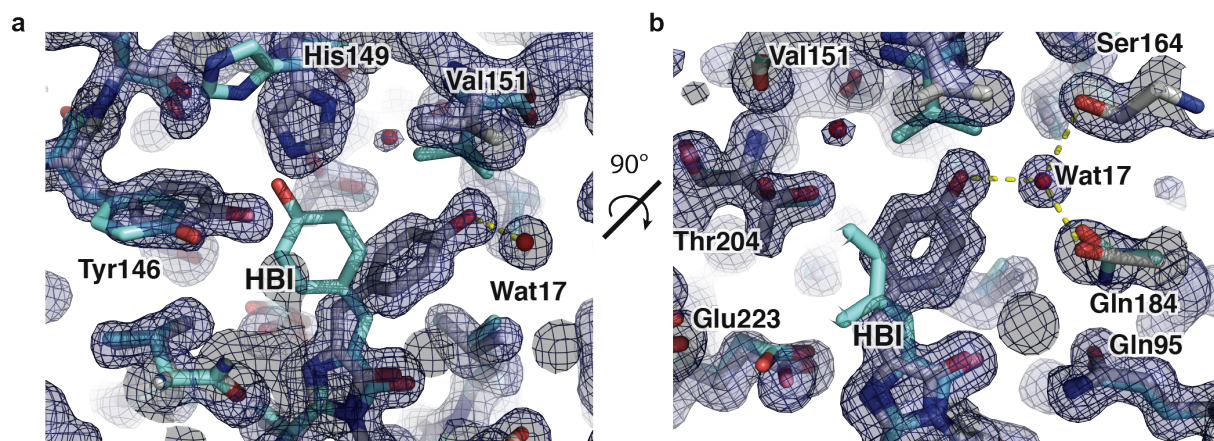 a
His149
Val151
Tyr146
HBI
Wat17
90°
b
Val151
Ser164
Wat17
Thr204
Gln184
Glu223
HBI
Gln95